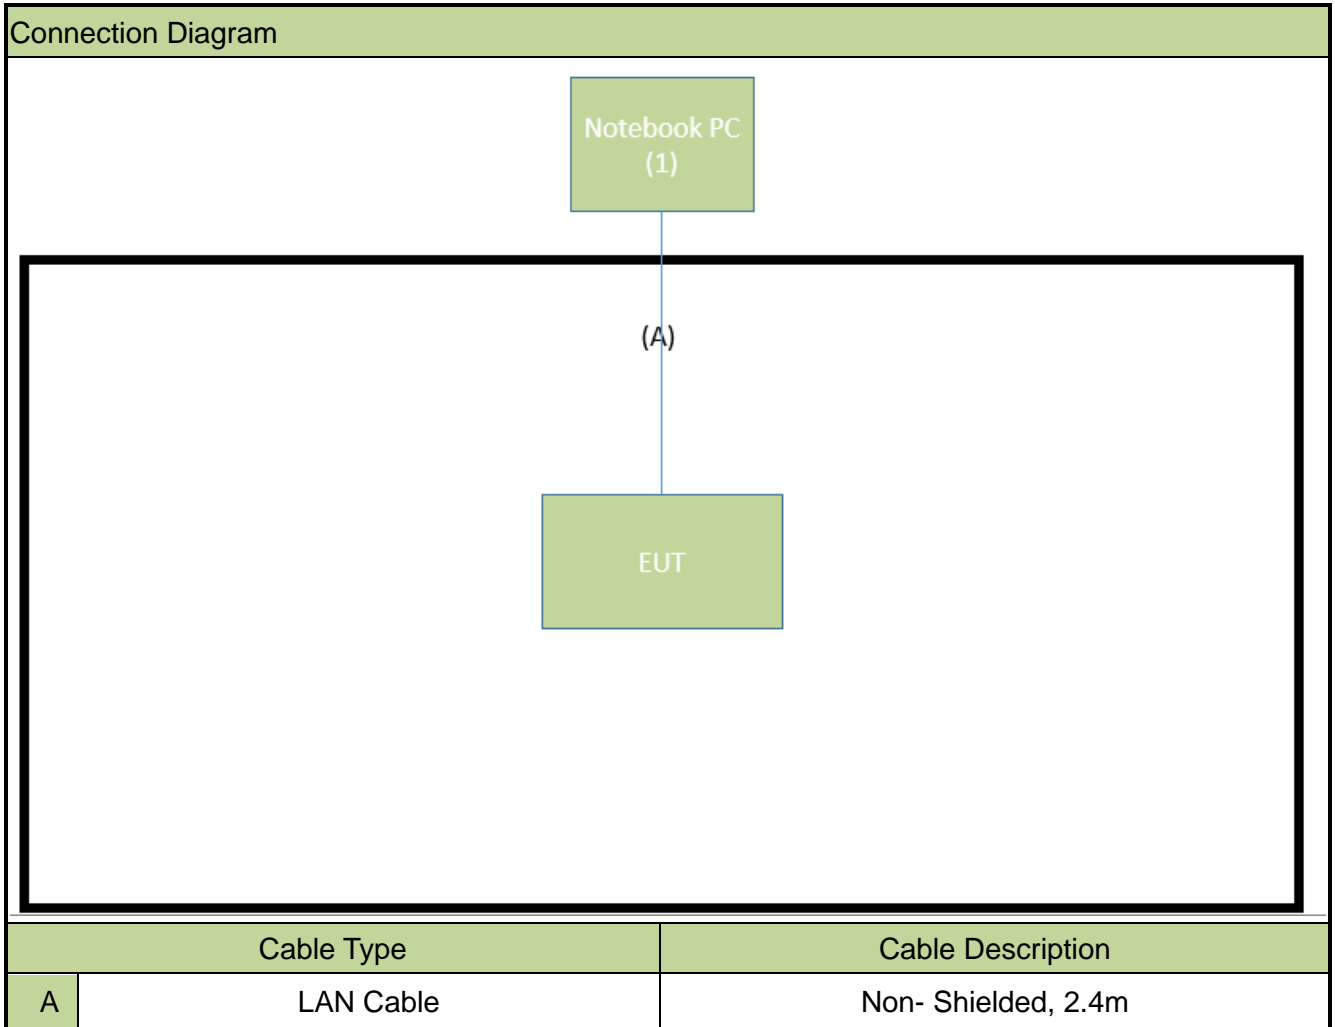 Connection Diagram
Notebook PC
(1)
(A)
EUT
Cable Type Cable Description
A LAN Cable Non- Shielded, 2.4m